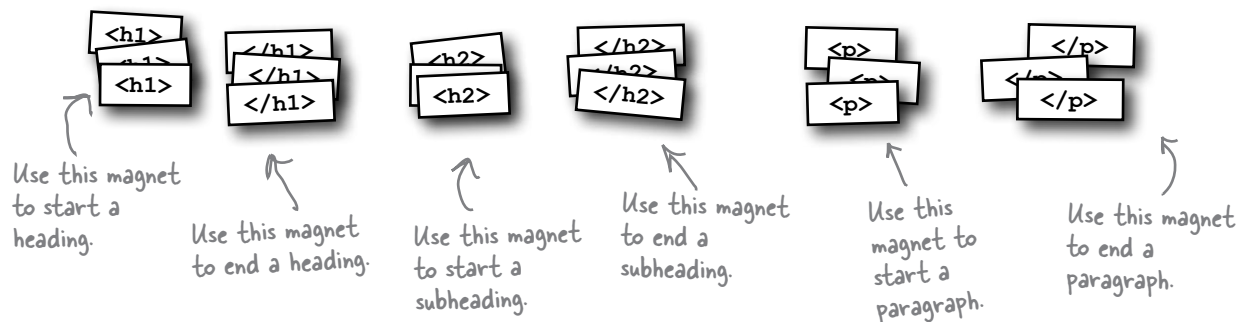 <h1>
<h1>
<h1>
</h1>
</h1>
</h1>
<h2>
<h2>
</h2>
</h2>
</h2>
<p>
<p>
<p>
</p>
</p>
</p>
Use this magnet
to start a
heading.
Use this magnet
to end a heading.
Use this magnet
to start a
subheading.
Use this magnet
to end a
subheading.
Use this
magnet to
start a
paragraph.
Use this magnet
to end a
paragraph.